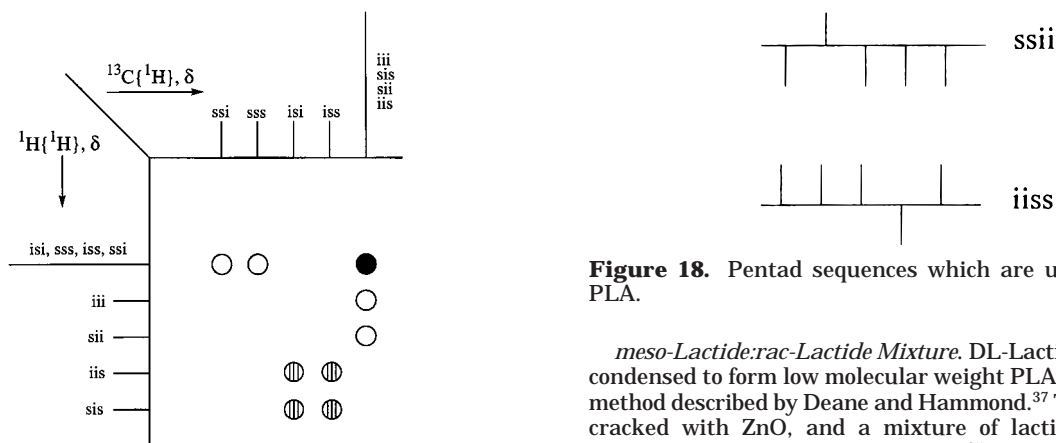 ¹³C{¹H}, δ
iii
sis
sii
iis
ssi sss isi iss
¹H{¹H}, δ
isi, sss, iss, ssi
iii
sii
iis
sis
ssii
iiss
Figure 18. Pentad sequences which are u
PLA.
meso-Lactide:rac-Lactide Mixture. DL-Lacti
condensed to form low molecular weight PLA
method described by Deane and Hammond.³⁷ T
cracked with ZnO, and a mixture of lacti